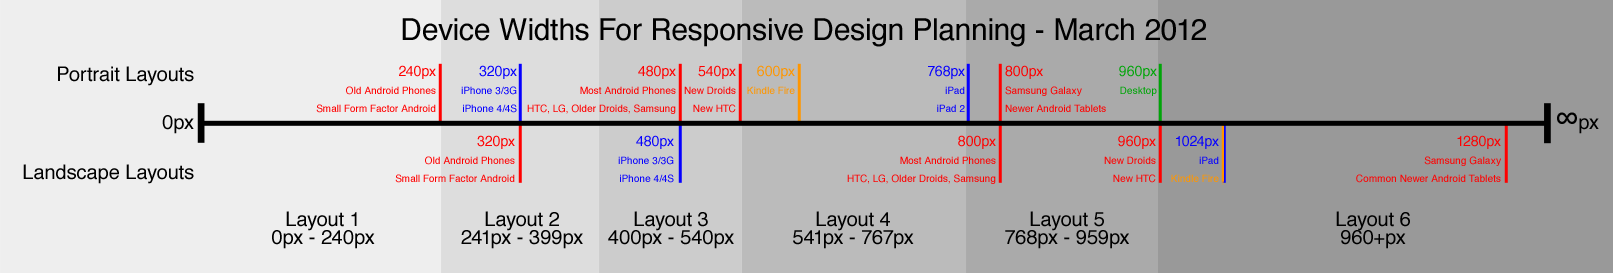 Device Widths For Responsive Design Planning - March 2012
Portrait Layouts
240px
Old Android Phones
Small Form Factor Android
320px
iPhone 3/3G
iPhone 4/4S
480px
Most Android Phones
HTC, LG, Older Droids, Samsung
540px
New Droids
New HTC
600px
Kindle Fire
768px
iPad
iPad 2
800px
Samsung Galaxy
Newer Android Tablets
960px
Desktop
0px
∞px
Landscape Layouts
320px
Old Android Phones
Small Form Factor Android
480px
iPhone 3/3G
iPhone 4/4S
800px
Most Android Phones
HTC, LG, Older Droids, Samsung
960px
New Droids
New HTC
1024px
iPad
Kindle Fire
1280px
Samsung Galaxy
Common Newer Android Tablets
Layout 1
0px - 240px
Layout 2
241px - 399px
Layout 3
400px - 540px
Layout 4
541px - 767px
Layout 5
768px - 959px
Layout 6
960+px